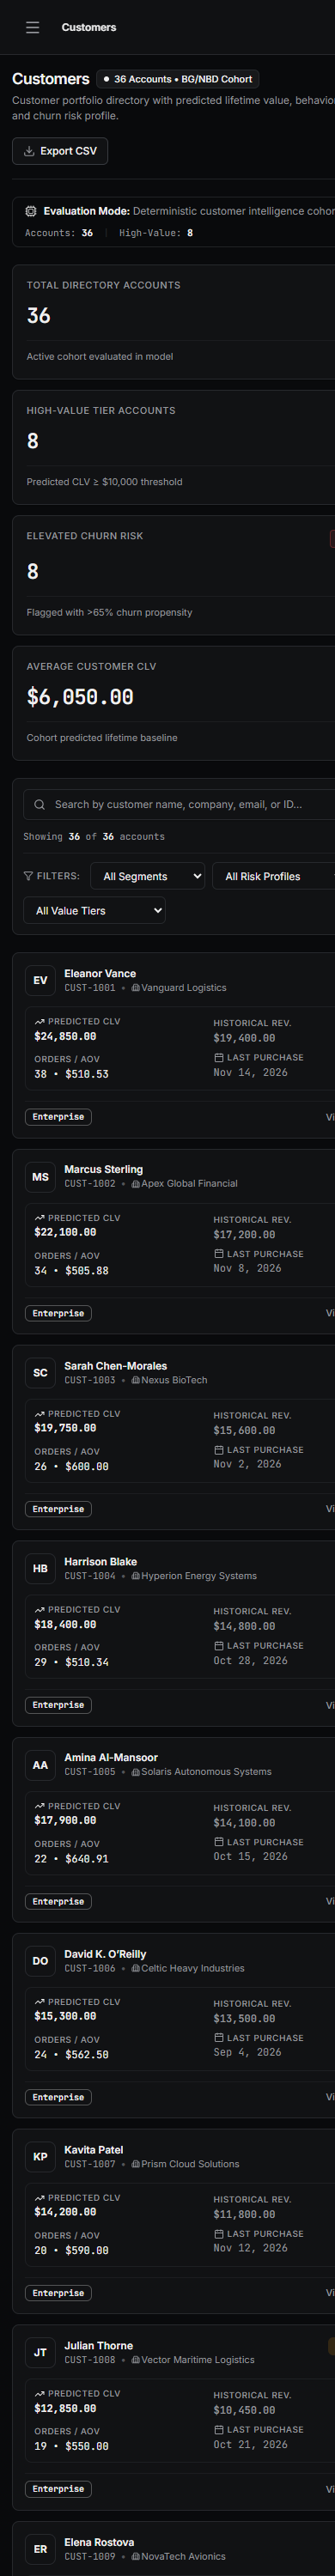 Customers
Customers
36 Accounts • BG/NBD Cohort
Customer portfolio directory with predicted lifetime value,
and churn risk profile.
Export CSV
Evaluation Mode: Deterministic customer intelligence
Accounts: 36 | High-Value: 8
TOTAL DIRECTORY ACCOUNTS
36
Active cohort evaluated in model
HIGH-VALUE TIER ACCOUNTS
8
Predicted CLV ≥ $10,000 threshold
ELEVATED CHURN RISK
8
Flagged with >65% churn propensity
AVERAGE CUSTOMER CLV
$6,050.00
Cohort predicted lifetime baseline
Search by customer name, company, email, or ID...
Showing 36 of 36 accounts
FILTERS: All Segments All Risk Profiles
All Value Tiers
EV Eleanor Vance
CUST-1001 • Vanguard Logistics
PREDICTED CLV HISTORICAL REV.
$24,850.00 $19,400.00
ORDERS / AOV LAST PURCHASE
38 • $510.53 Nov 14, 2026
Enterprise
MS Marcus Sterling
CUST-1002 • Apex Global Financial
PREDICTED CLV HISTORICAL REV.
$22,100.00 $17,200.00
ORDERS / AOV LAST PURCHASE
34 • $505.88 Nov 8, 2026
Enterprise
SC Sarah Chen-Morales
CUST-1003 • Nexus BioTech
PREDICTED CLV HISTORICAL REV.
$19,750.00 $15,600.00
ORDERS / AOV LAST PURCHASE
26 • $600.00 Nov 2, 2026
Enterprise
HB Harrison Blake
CUST-1004 • Hyperion Energy Systems
PREDICTED CLV HISTORICAL REV.
$18,400.00 $14,800.00
ORDERS / AOV LAST PURCHASE
29 • $510.34 Oct 28, 2026
Enterprise
AA Amina Al-Mansoor
CUST-1005 • Solaris Autonomous Systems
PREDICTED CLV HISTORICAL REV.
$17,900.00 $14,100.00
ORDERS / AOV LAST PURCHASE
22 • $640.91 Oct 15, 2026
Enterprise
DO David K. O’Reilly
CUST-1006 • Celtic Heavy Industries
PREDICTED CLV HISTORICAL REV.
$15,300.00 $13,500.00
ORDERS / AOV LAST PURCHASE
24 • $562.50 Sep 4, 2026
Enterprise
KP Kavita Patel
CUST-1007 • Prism Cloud Solutions
PREDICTED CLV HISTORICAL REV.
$14,200.00 $11,800.00
ORDERS / AOV LAST PURCHASE
20 • $590.00 Nov 12, 2026
Enterprise
JT Julian Thorne
CUST-1008 • Vector Maritime Logistics
PREDICTED CLV HISTORICAL REV.
$12,850.00 $10,450.00
ORDERS / AOV LAST PURCHASE
19 • $550.00 Oct 21, 2026
Enterprise
ER Elena Rostova
CUST-1009 • NovaTech Avionics